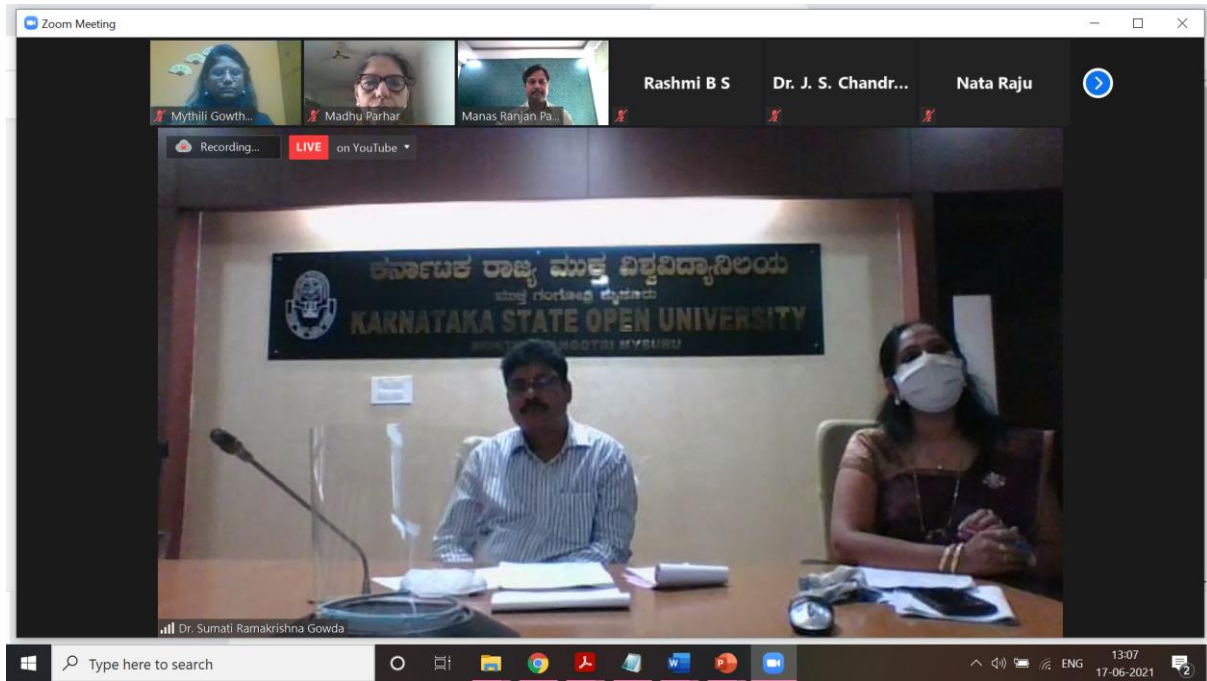 Zoom Meeting
Mythili Gowth...
Madhu Parhar
Manas Ranjan Pa...
Rashmi B S
Dr. J. S. Chandr...
Nata Raju
Recording...
LIVE on YouTube
ಕರ್ನಾಟಕ ರಾಜ್ಯ ಮುಕ್ತ ವಿಶ್ವವಿದ್ಯಾನಿಲಯ
ಮುಕ್ತ ಗಂಗೋತ್ರಿ ಮೈಸೂರು
KARNATAKA STATE OPEN UNIVERSITY
MYSURU
Dr. Sumati Ramakrishna Gowda
Type here to search
ENG
13:07
17-06-2021
2